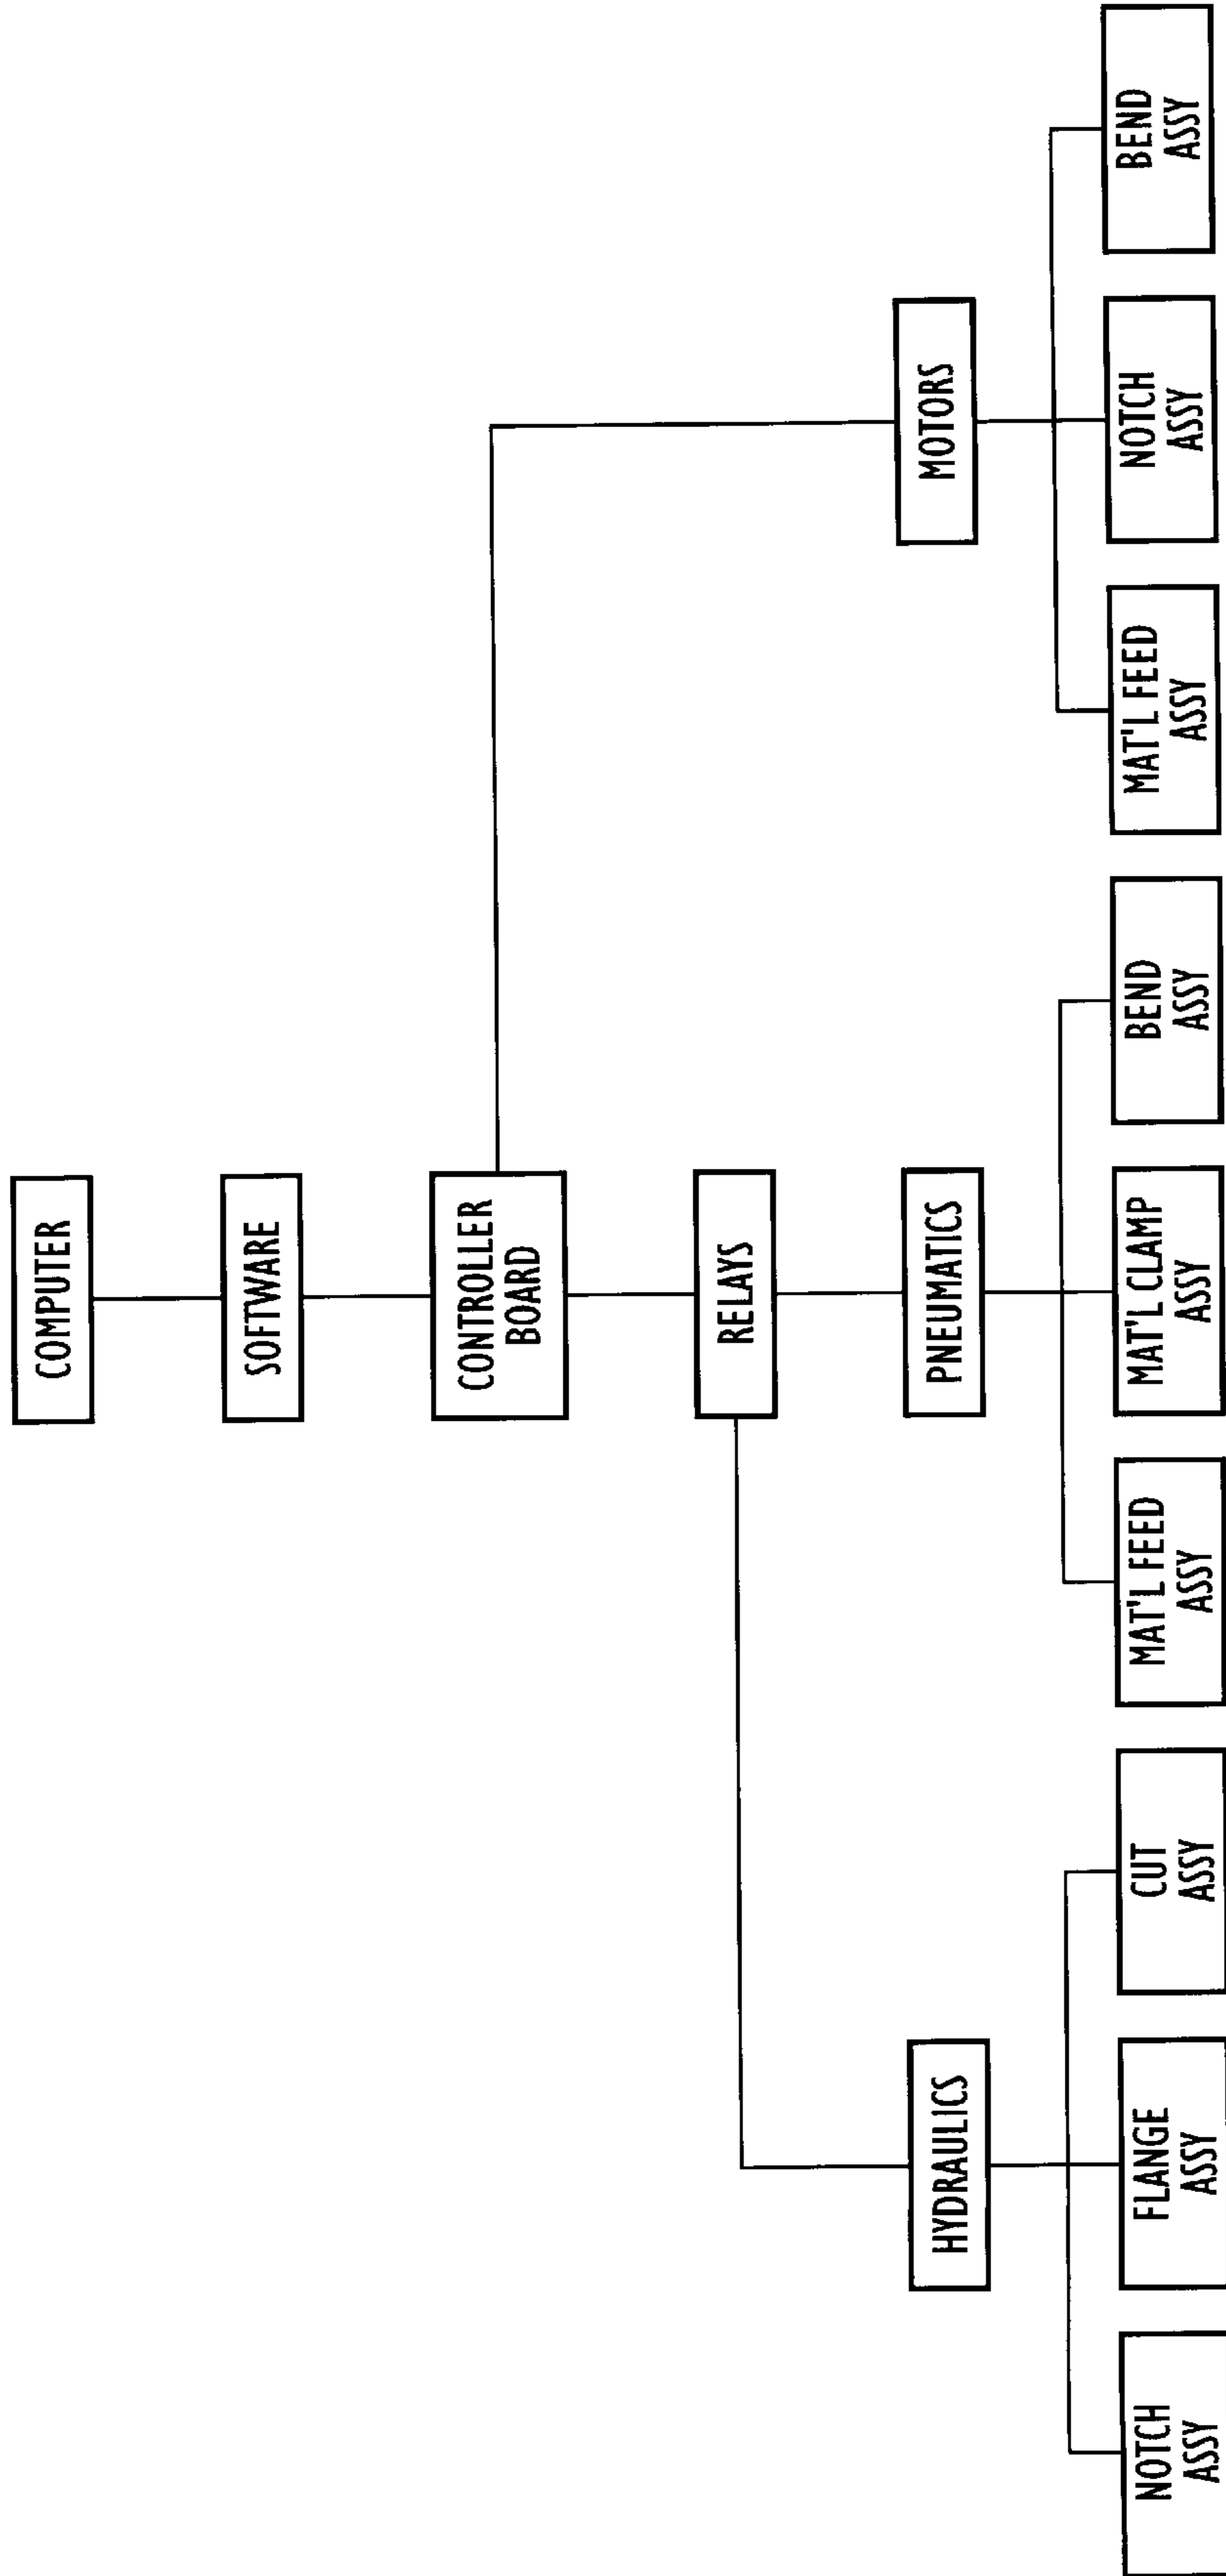 COMPUTER
SOFTWARE
CONTROLLER
BOARD
RELAYS
HYDRAULICS
PNEUMATICS
MOTORS
NOTCH
ASSY
FLANGE
ASSY
CUT
ASSY
MAT'L FEED
ASSY
MAT'L CLAMP
ASSY
BEND
ASSY
MAT'L FEED
ASSY
NOTCH
ASSY
BEND
ASSY